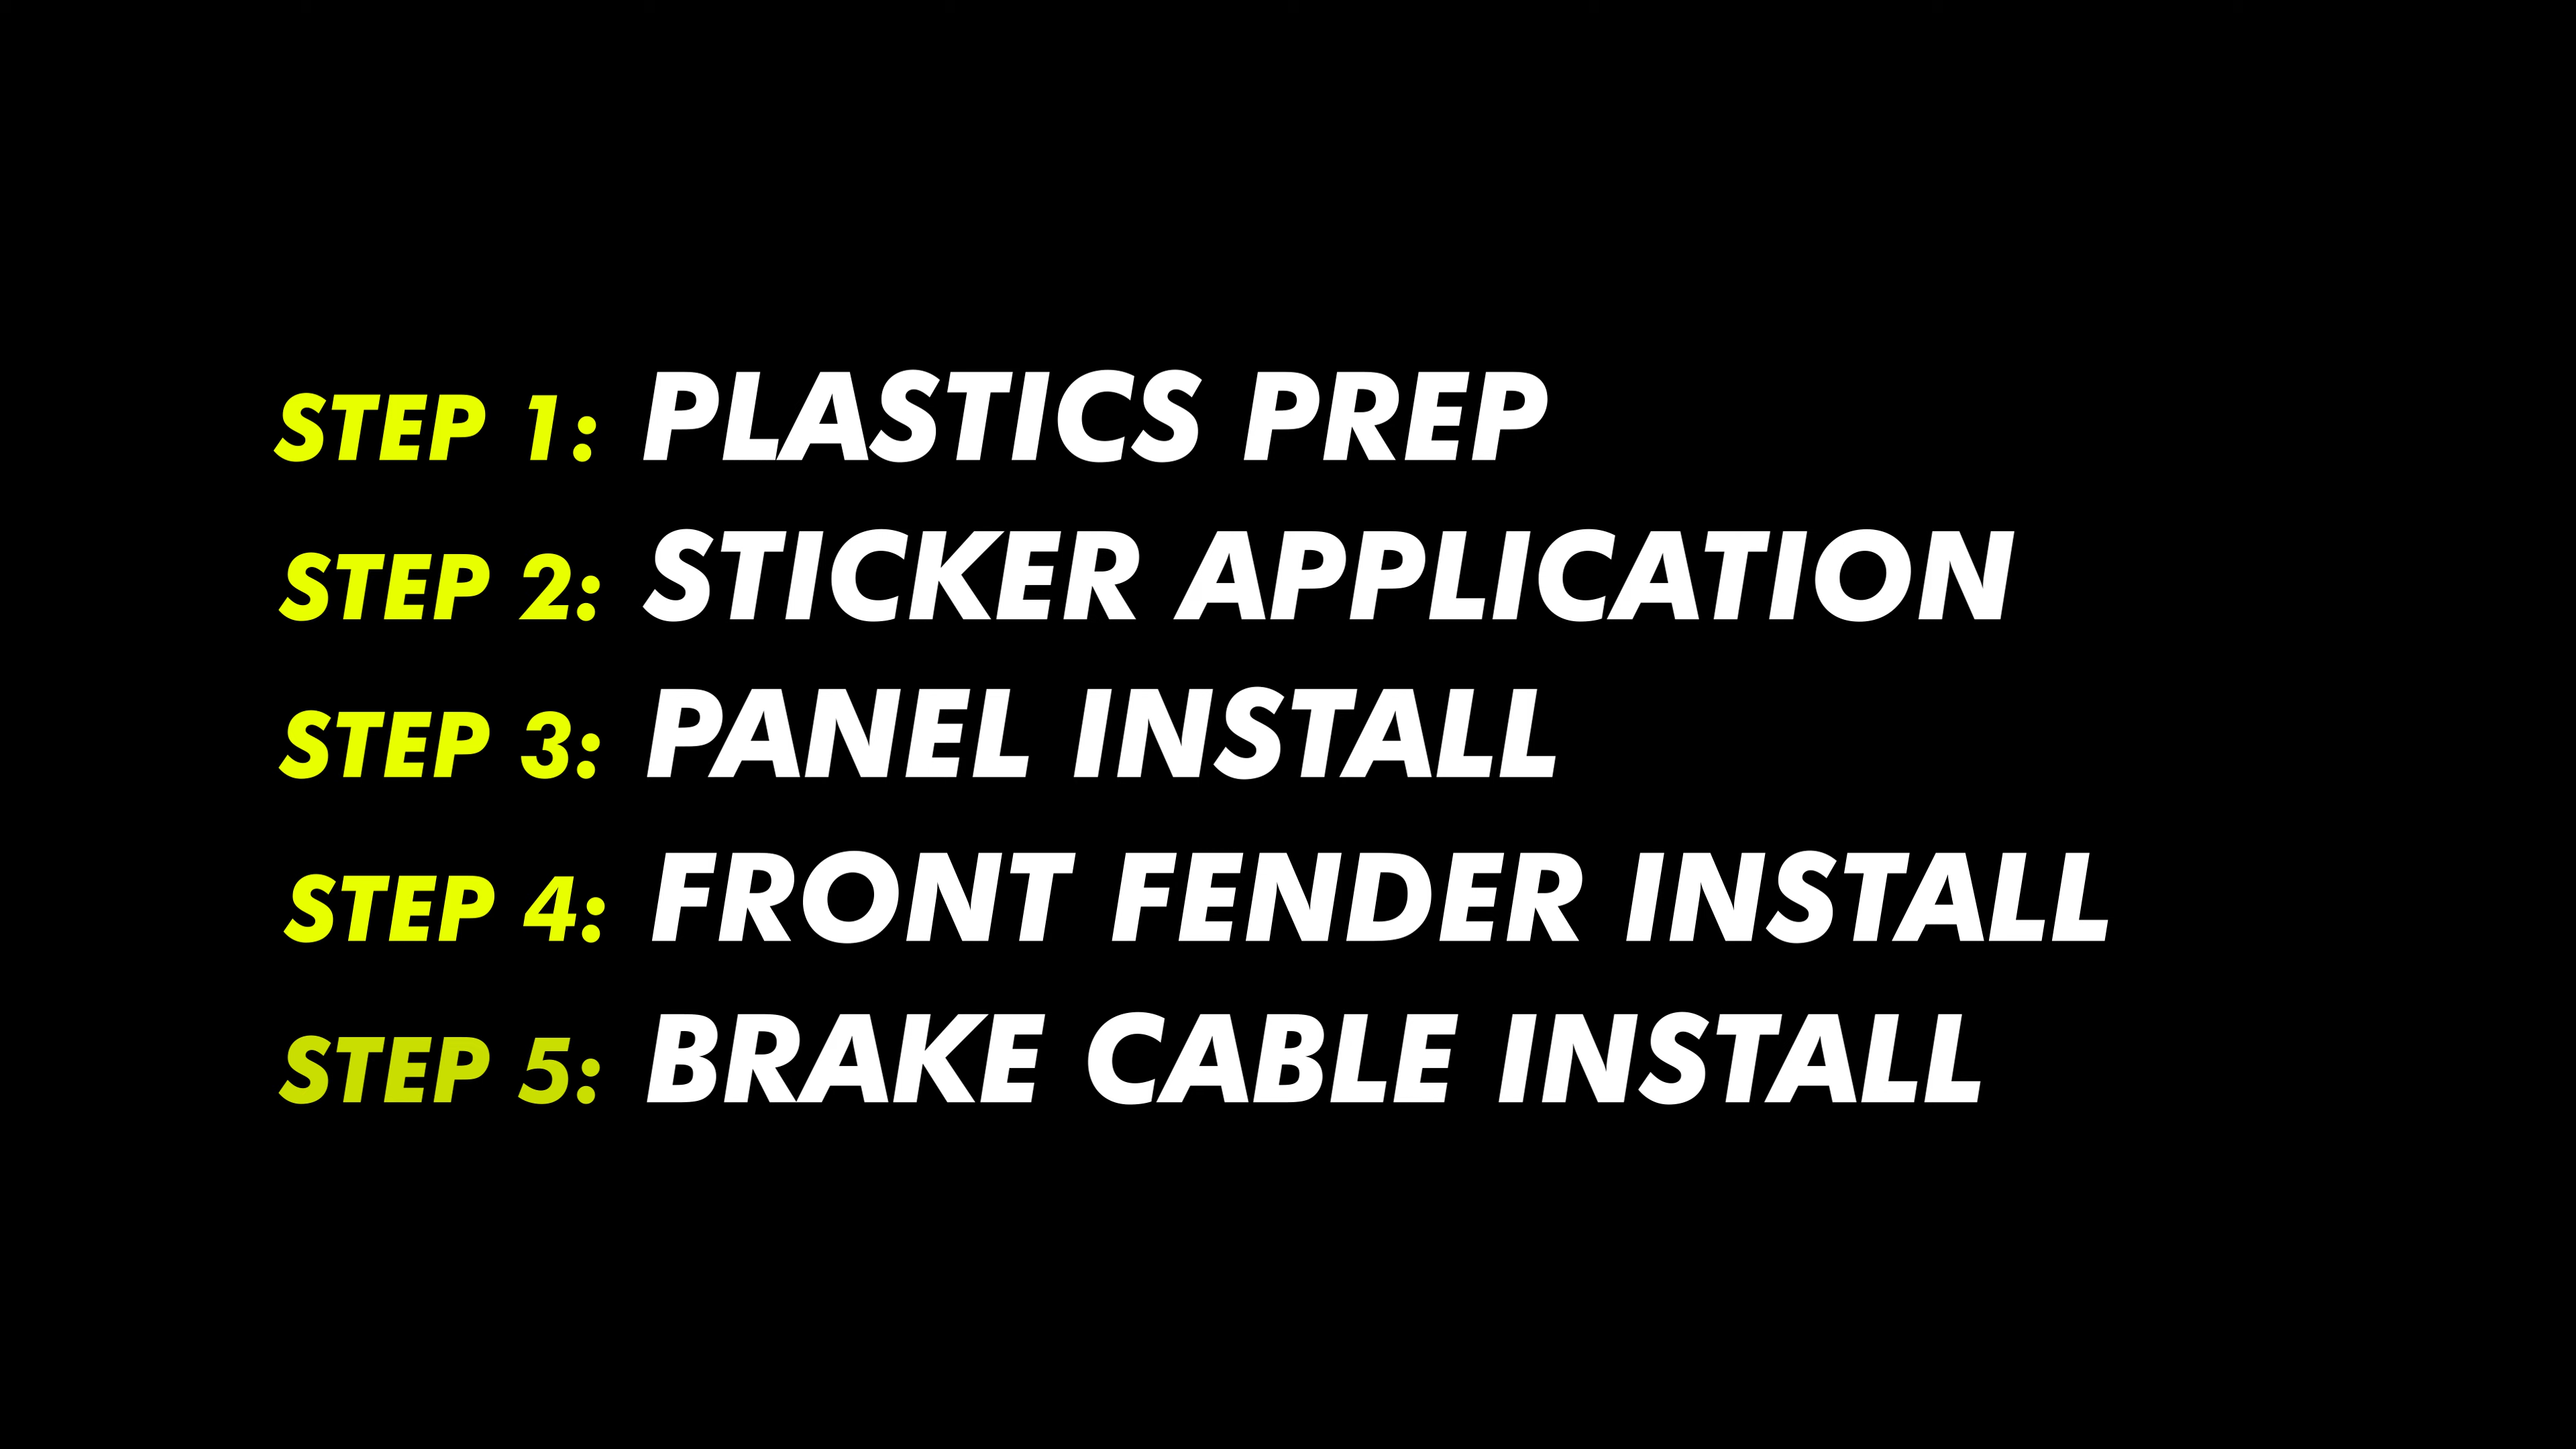 STEP 1: PLASTICS PREP
STEP 2: STICKER APPLICATION
STEP 3: PANEL INSTALL
STEP 4: FRONT FENDER INSTALL
STEP 5: BRAKE CABLE INSTALL